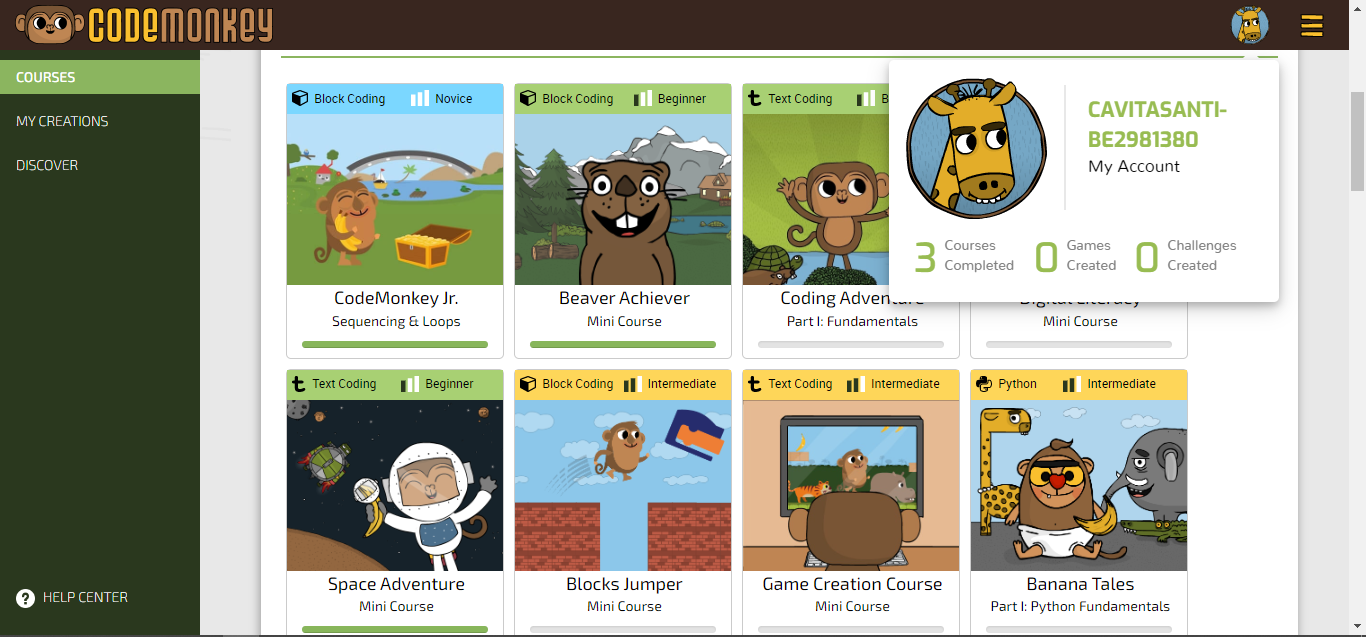 CODEMONKEY
COURSES
MY CREATIONS
DISCOVER
HELP CENTER
CAVITASANTI-
BE2981380
My Account
3 Courses Completed
0 Games Created
0 Challenges Created
Block Coding Novice
CodeMonkey Jr.
Sequencing & Loops
Block Coding Beginner
Beaver Achiever
Mini Course
t Text Coding B
Coding Adventure
Part I: Fundamentals
Digital Literacy
Mini Course
t Text Coding Beginner
Space Adventure
Mini Course
Block Coding Intermediate
Blocks Jumper
Mini Course
t Text Coding Intermediate
Game Creation Course
Mini Course
Python Intermediate
Banana Tales
Part I: Python Fundamentals